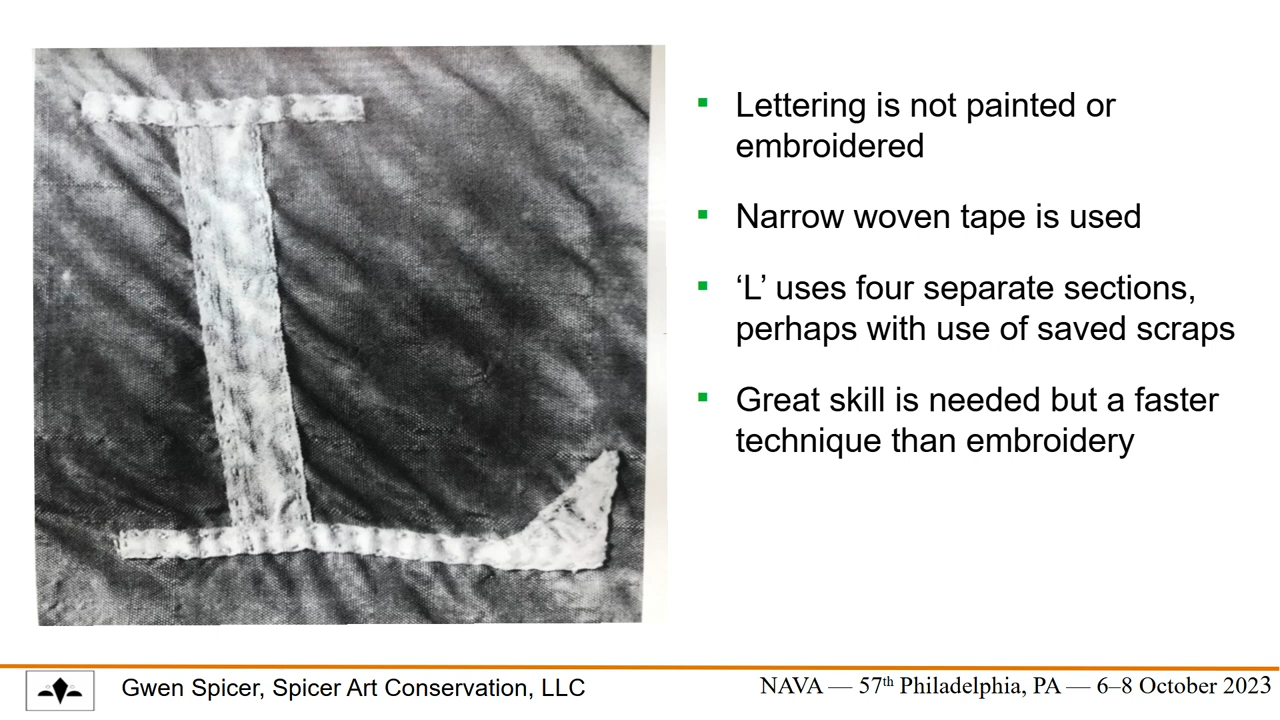 L
▪ Lettering is not painted or
embroidered
▪ Narrow woven tape is used
▪ ‘L’ uses four separate sections,
perhaps with use of saved scraps
▪ Great skill is needed but a faster
technique than embroidery
Gwen Spicer, Spicer Art Conservation, LLC
NAVA — 57th Philadelphia, PA — 6–8 October 2023